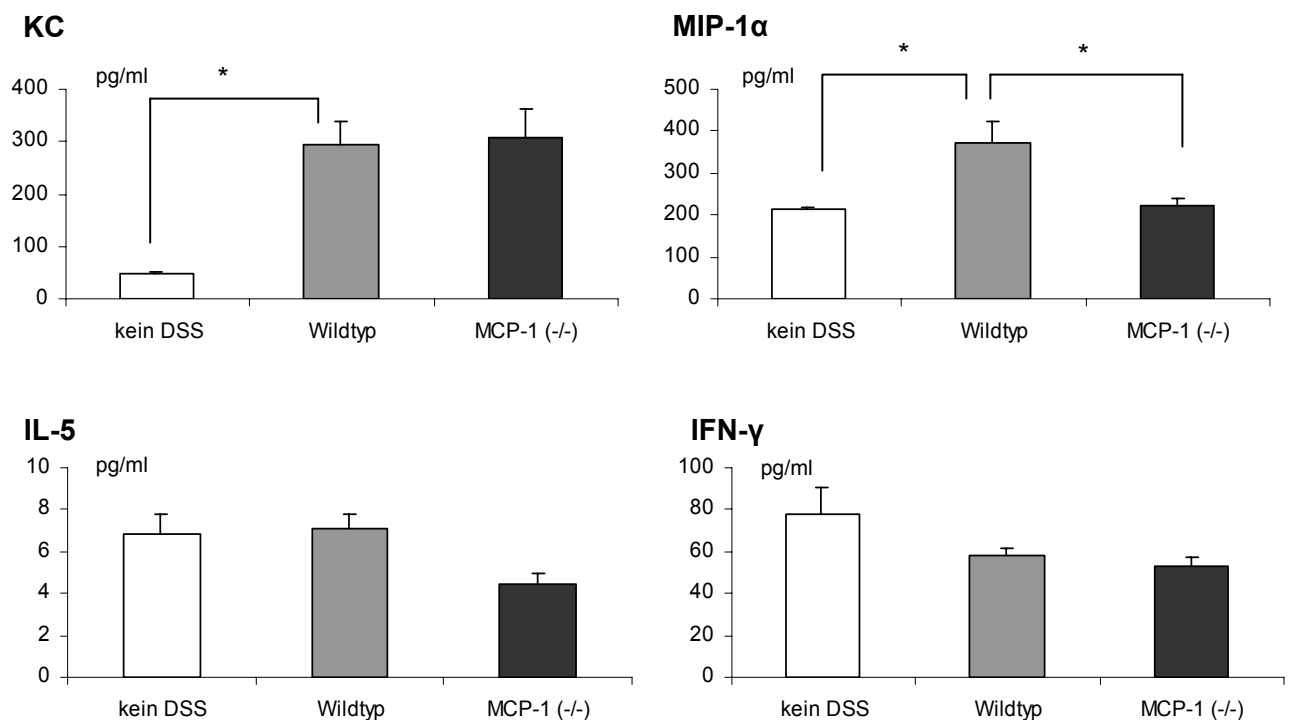 KC
pg/ml
*
400
300
200
100
0
kein DSS Wildtyp MCP-1 (-/-)
MIP-1α
pg/ml
* *
500
400
300
200
100
0
kein DSS Wildtyp MCP-1 (-/-)
IL-5
pg/ml
10
8
6
4
2
0
kein DSS Wildtyp MCP-1 (-/-)
IFN-γ
pg/ml
100
80
60
40
20
0
kein DSS Wildtyp MCP-1 (-/-)